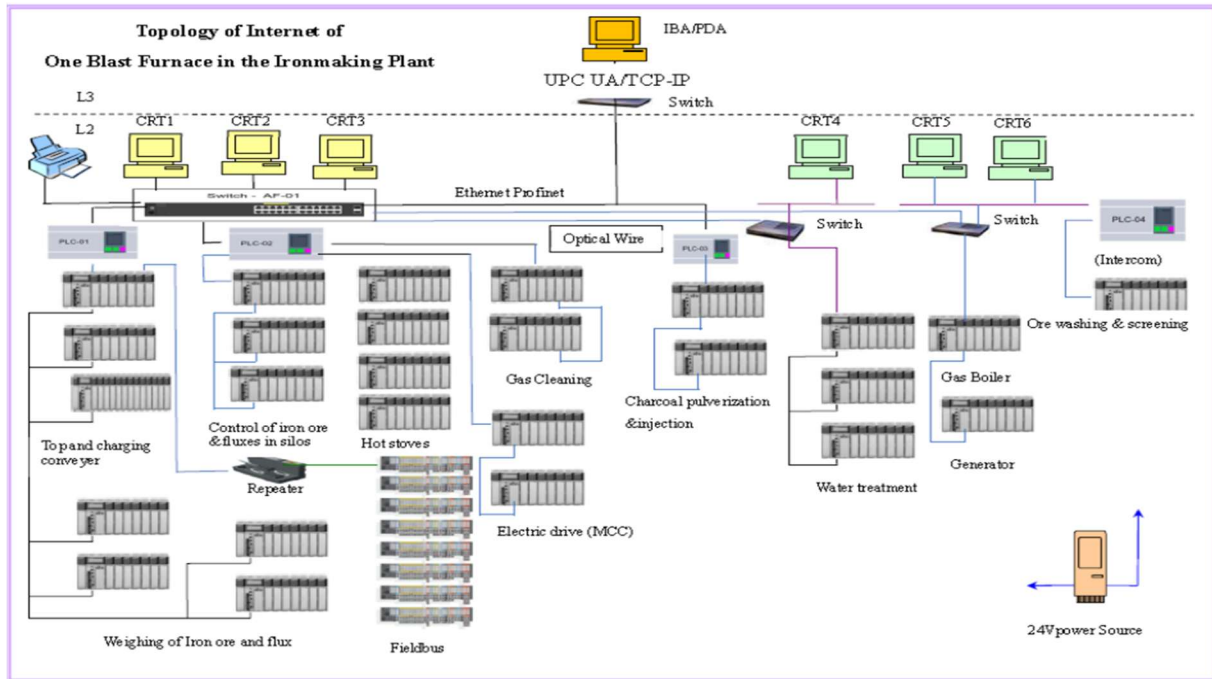 Topology of Internet of
One Blast Furnace in the Ironmaking Plant
IBA/PDA
UPC UA/TCP-IP
L3
Switch
L2
CRT1
CRT2
CRT3
CRT4
CRT5
CRT6
Ethernet Profinet
Switch - AF-01
Switch
Switch
PLC-01
PLC-02
Optical Wire
PLC-03
PLC-04
(Intercom)
Ore washing & screening
Gas Cleaning
Gas Boiler
Charcoal pulverization
&injection
Control of iron ore
&fluxes in silos
Hot stoves
Topand charging
conveyer
Generator
Repeater
Water treatment
Electric drive (MCC)
24Vpower Source
Weighing of Iron ore and flux
Fieldbus